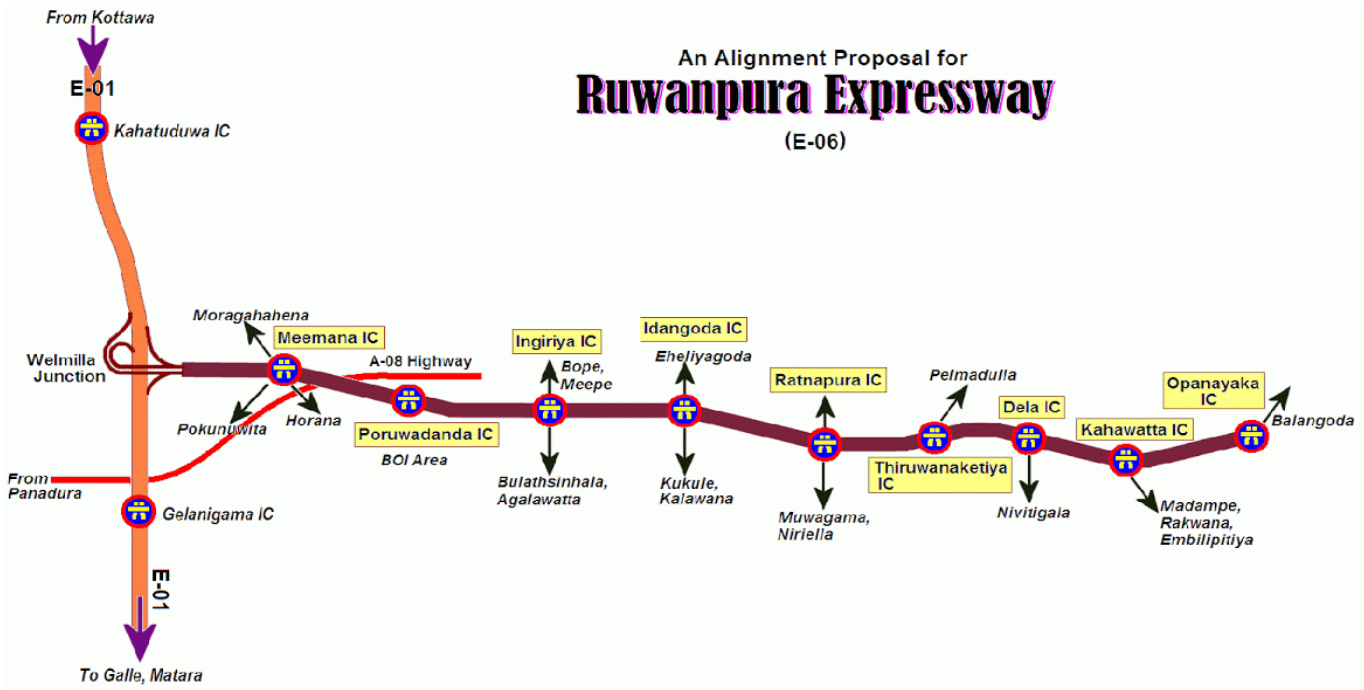 From Kottawa
An Alignment Proposal for
Ruwanpura Expressway
(E-06)
E-01
Kahatuduwa IC
Moragahahena
Meemana IC
Welmilla
Junction
A-08 Highway
Pokunuwita
Horana
Poruwadanda IC
BOI Area
Ingiriya IC
Bope,
Meepe
Bulathsinhala,
Agalawatta
Idangoda IC
Eheliyagoda
Kukule,
Kalawana
Ratnapura IC
Muwagama,
Niriella
Pelmadulla
Thiruwanaketiya
IC
Dela IC
Nivitigala
Kahawatta IC
Madampe,
Rakwana,
Embilipitiya
Opanayaka
IC
Balangoda
From
Panadura
Gelanigama IC
E-01
To Galle, Matara